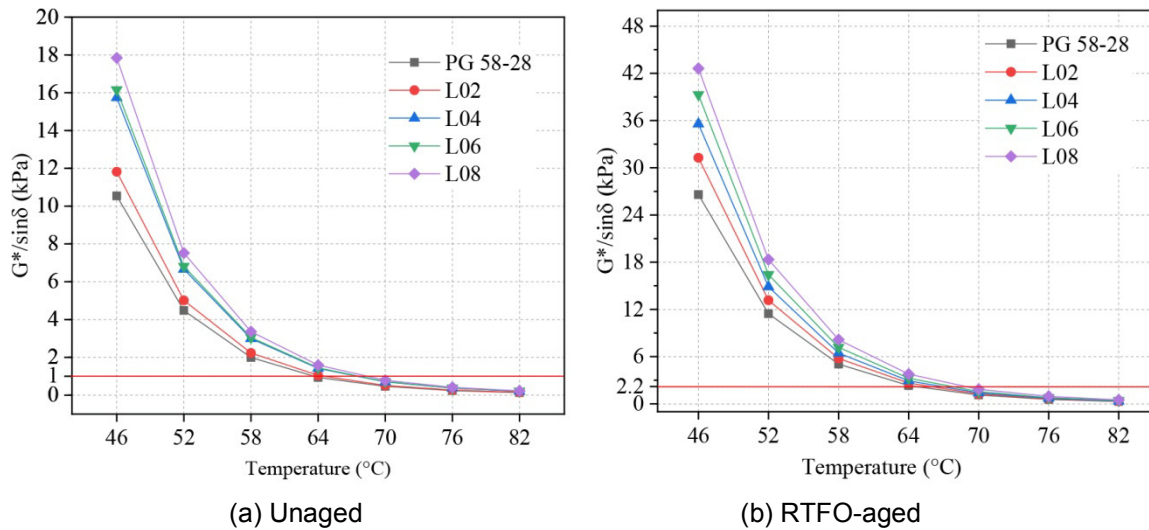 20
18
16
14
12
10
8
6
4
2
1
0
G*/sinδ (kPa)
PG 58-28
L02
L04
L06
L08
46 52 58 64 70 76 82
Temperature (°C)
(a) Unaged
48
42
36
30
24
18
12
6
2.2
0
G*/sinδ (kPa)
PG 58-28
L02
L04
L06
L08
46 52 58 64 70 76 82
Temperature (°C)
(b) RTFO-aged